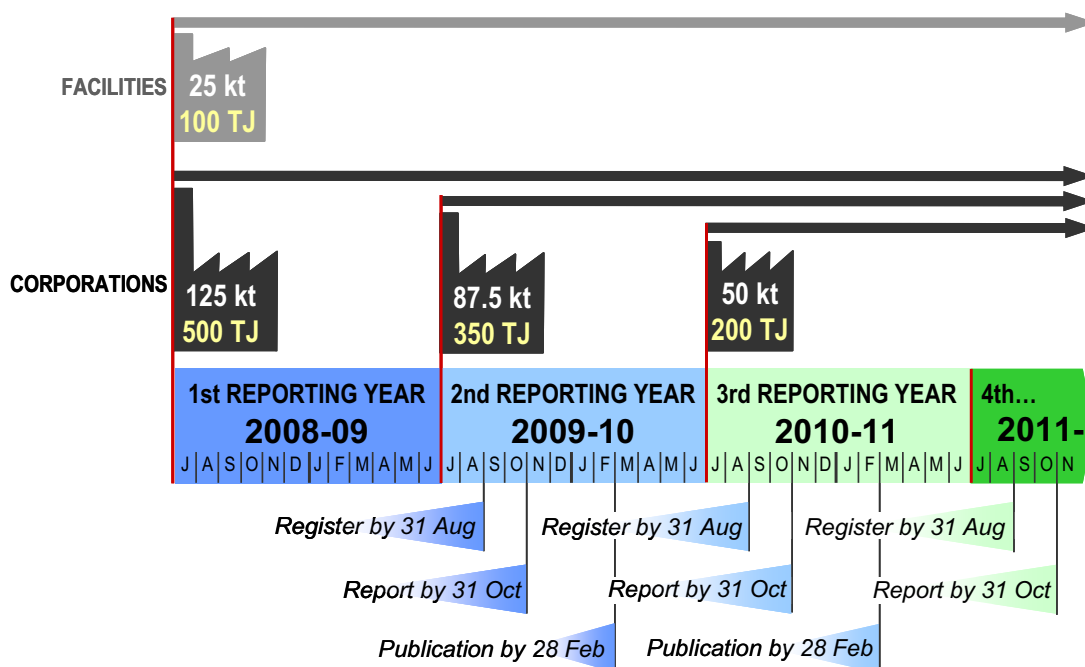 FACILITIES
25 kt
100 TJ
CORPORATIONS
125 kt
500 TJ
87.5 kt
350 TJ
50 kt
200 TJ
1st REPORTING YEAR
2008-09
J A S O N D J F M A M J
2nd REPORTING YEAR
2009-10
J A S O N D J F M A M J
3rd REPORTING YEAR
2010-11
J A S O N D J F M A M J
4th...
2011-
J A S O N
Register by 31 Aug
Register by 31 Aug
Register by 31 Aug
Report by 31 Oct
Report by 31 Oct
Report by 31 Oct
Publication by 28 Feb
Publication by 28 Feb